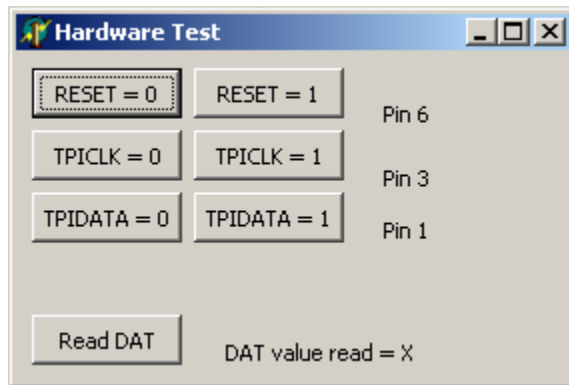 Hardware Test
RESET = 0 RESET = 1 Pin 6
TPICLK = 0 TPICLK = 1 Pin 3
TPIDATA = 0 TPIDATA = 1 Pin 1
Read DAT DAT value read = X